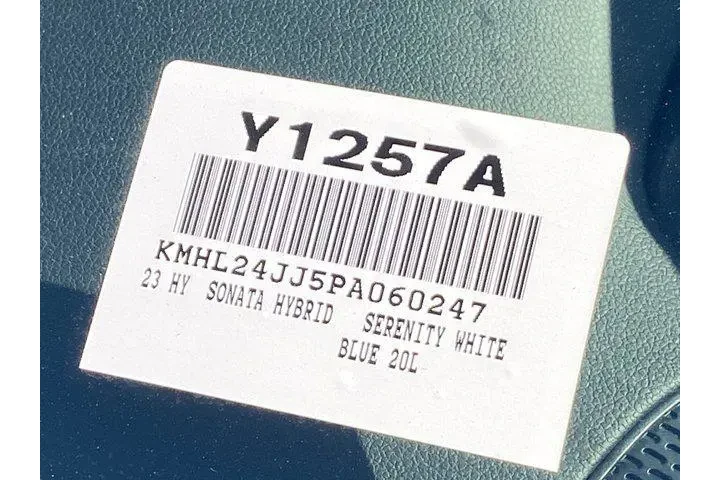 Y1257A
KMHL24JJ5PA060247
23 HY SONATA HYBRID SERENITY WHITE
BLUE 20L